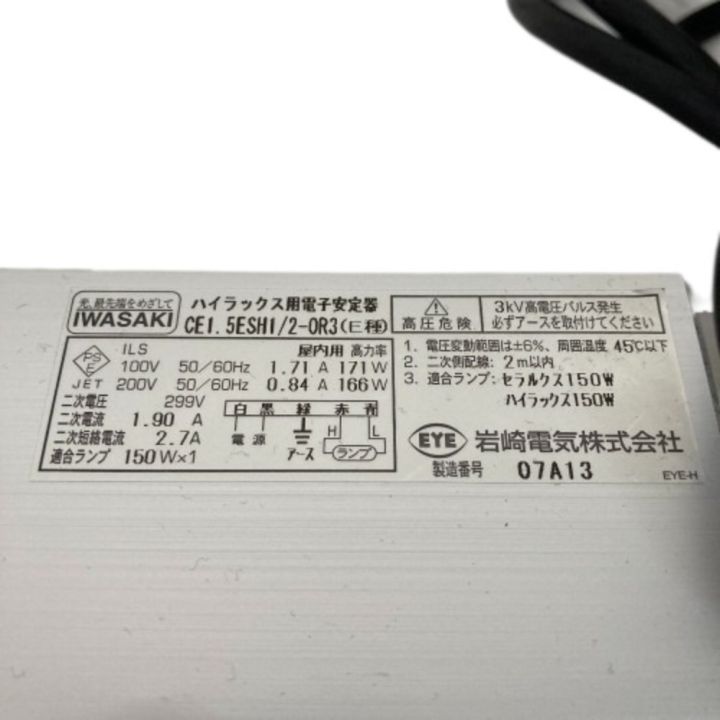 光、最先端をめざして
IWASAKI
ハイラックス用電子安定器
CE1.5ESH1/2-OR3(E種)
PS
E
JET
ILS 屋内用 高力率
100V 50/60Hz 1.71 A 171W
200V 50/60Hz 0.84 A 166W
二次電圧 299V
二次電流 1.90 A
二次短絡電流 2.7A
適合ランプ 150W×1
白 黒 緑 赤 青
電源 アース H L
ランプ
高圧危険
3kV高電圧パルス発生
必ずアースを取付けてください
1. 電圧変動範囲は±6%、周囲温度 45℃以下
2. 二次側配線: 2m以内
3. 適合ランプ: セラルクス150W
ハイラックス150W
EYE 岩崎電気株式会社
製造番号 07A13
EYE-H